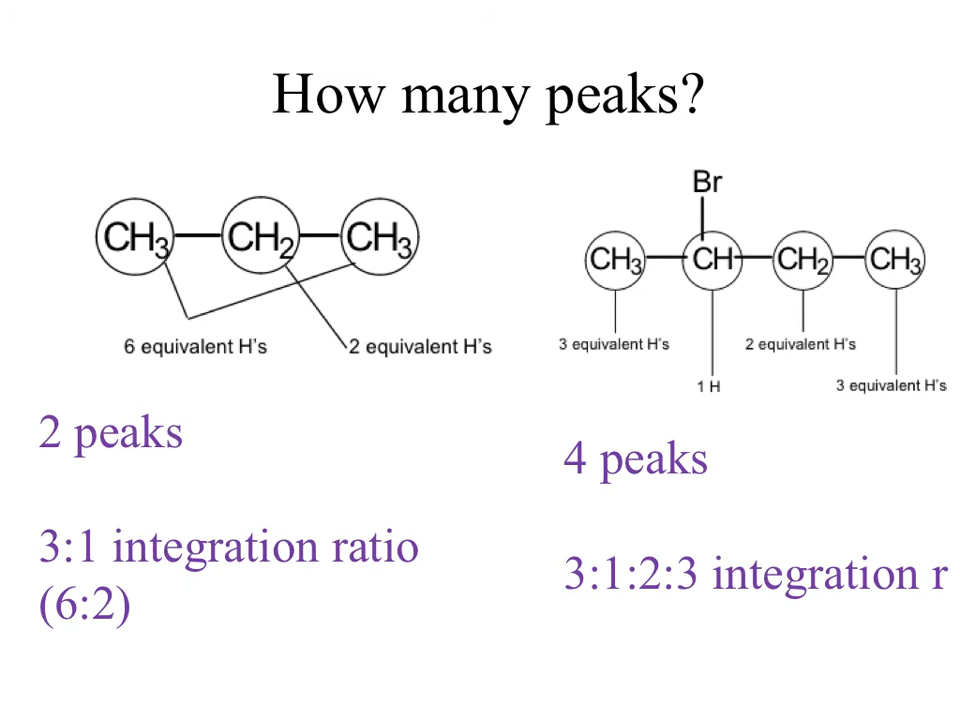 How many peaks?
CH3 CH2 CH3
6 equivalent H's
2 equivalent H's
2 peaks
3:1 integration ratio
(6:2)
Br
CH3 CH CH2 CH3
3 equivalent H's
2 equivalent H's
1 H
3 equivalent H's
4 peaks
3:1:2:3 integration r